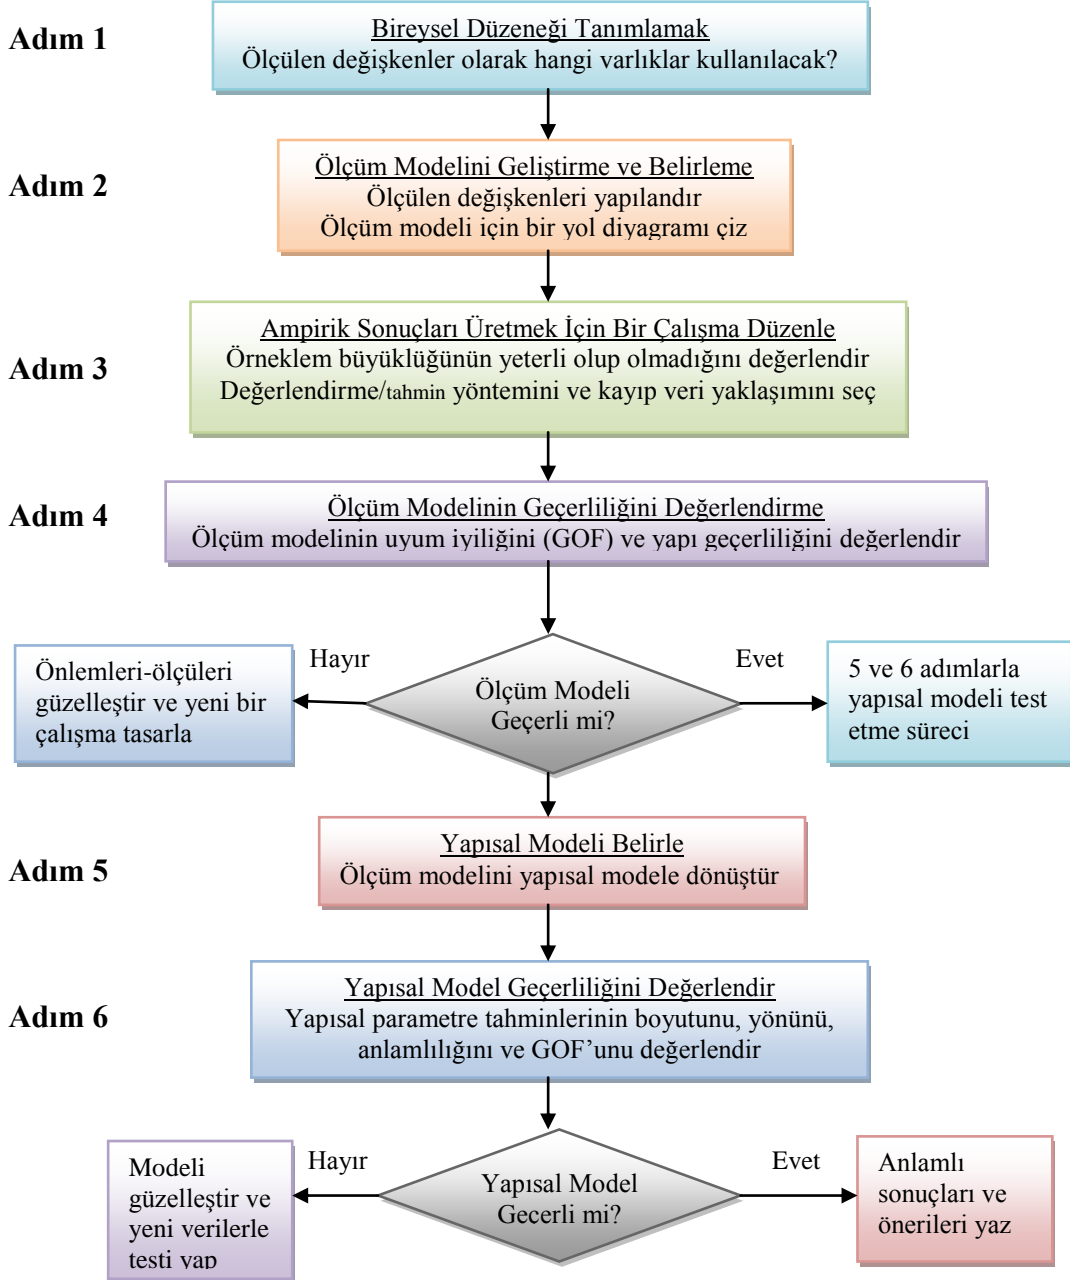 Adım 1
Bireysel Düzeneği Tanımlamak
Ölçülen değişkenler olarak hangi varlıklar kullanılacak?
Adım 2
Ölçüm Modelini Geliştirme ve Belirleme
Ölçülen değişkenleri yapılandır
Ölçüm modeli için bir yol diyagramı çiz
Adım 3
Ampirik Sonuçları Üretmek İçin Bir Çalışma Düzenle
Örneklem büyüklüğünün yeterli olup olmadığını değerlendir
Değerlendirme/tahmin yöntemini ve kayıp veri yaklaşımını seç
Adım 4
Ölçüm Modelinin Geçerliliğini Değerlendirme
Ölçüm modelinin uyum iyiliğini (GOF) ve yapı geçerliliğini değerlendir
Önlemleri-ölçüleri
güzelleştir ve yeni bir
çalışma tasarla
Hayır
Ölçüm Modeli
Geçerli mi?
Evet
5 ve 6 adımlarla
yapısal modeli test
etme süreci
Adım 5
Yapısal Modeli Belirle
Ölçüm modelini yapısal modele dönüştür
Adım 6
Yapısal Model Geçerliliğini Değerlendir
Yapısal parametre tahminlerinin boyutunu, yönünü,
anlamlılığını ve GOF’unu değerlendir
Modeli
güzelleştir ve
yeni verilerle
testi yap
Hayır
Yapısal Model
Geçerli mi?
Evet
Anlamlı
sonuçları ve
önerileri yaz